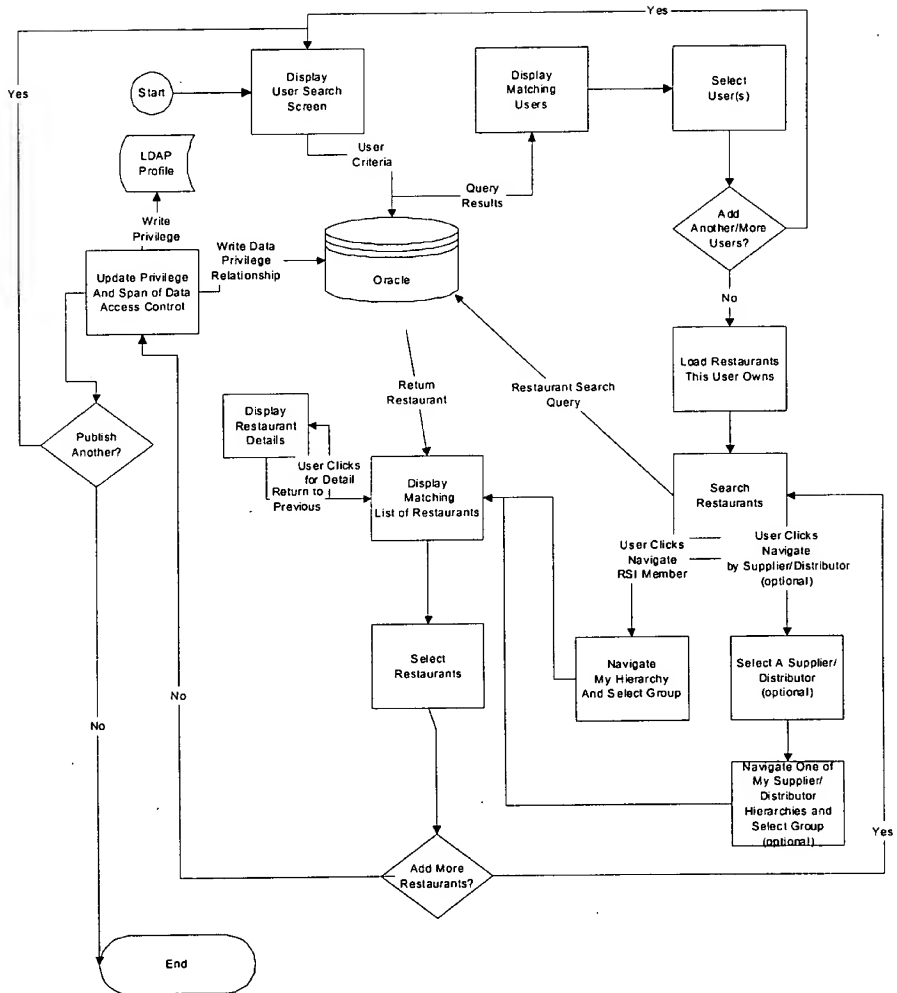 Yes
Yes
Start
Display
User Search
Screen
Display
Matching
Users
Select
User(s)
LDAP
Profile
User
Criteria
Query
Results
Add
Another/More
Users?
Write
Privilege
Write Data
Privilege
Relationship
Update Privilege
And Span of Data
Access Control
Oracle
No
Load Restaurants
This User Owns
Return
Restaurant
Restaurant Search
Query
Display
Restaurant
Details
Publish
Another?
User Clicks
for Detail
Return to
Previous
Display
Matching
List of Restaurants
Search
Restaurants
User Clicks
Navigate
RSI Member
User Clicks
Navigate
by Supplier/Distributor
(optional)
Select
Restaurants
Navigate
My Hierarchy
And Select Group
Select A Supplier/
Distributor
(optional)
No
No
Navigate One of
My Supplier/
Distributor
Hierarchies and
Select Group
(optional)
Yes
Add More
Restaurants?
End